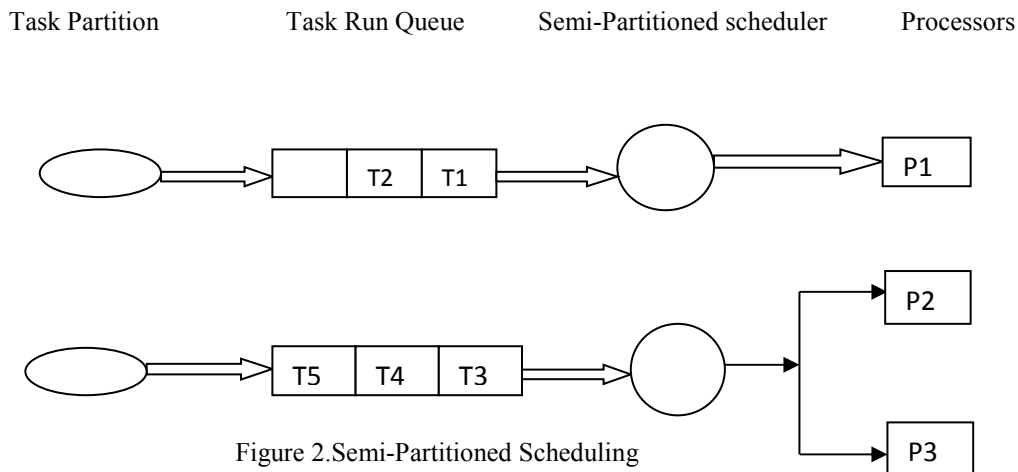 Task Partition Task Run Queue Semi-Partitioned scheduler Processors
T2 T1 P1
P2
T5 T4 T3
Figure 2.Semi-Partitioned Scheduling
P3